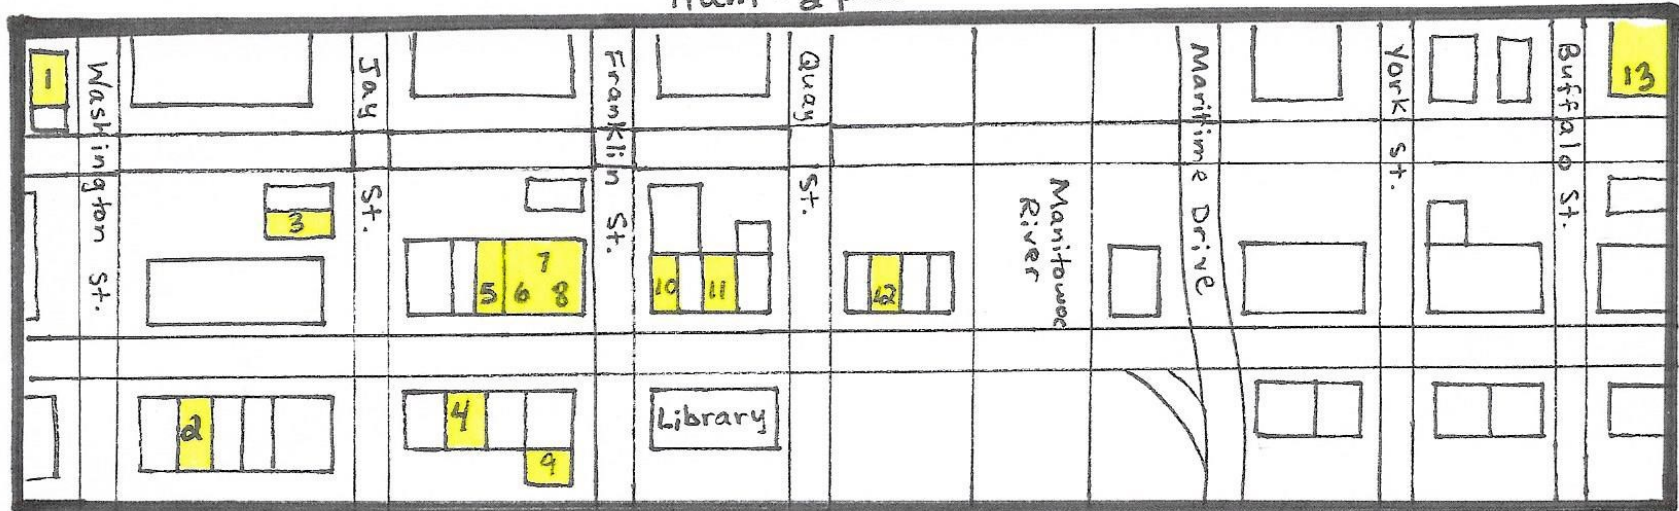 1
Washington St.
Jay St.
Franklin St.
Quay St.
Manitowoc
River
Maritime Drive
York St.
Buffalo St.
13
3
5
6
7
8
10
11
12
2
4
9
Library